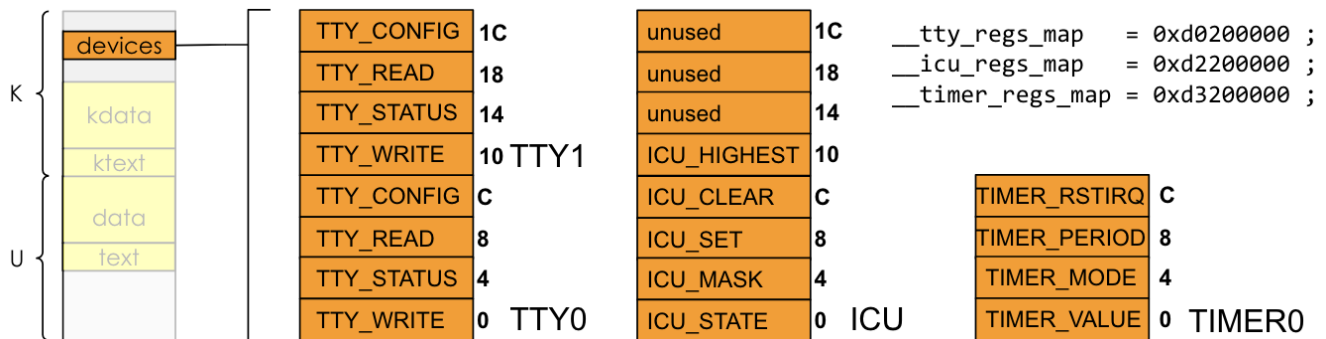 K
U
devices
kdata
ktext
data
text
TTY_CONFIG 1C
TTY_READ 18
TTY_STATUS 14
TTY_WRITE 10 TTY1
TTY_CONFIG C
TTY_READ 8
TTY_STATUS 4
TTY_WRITE 0 TTY0
unused 1C
unused 18
unused 14
ICU_HIGHEST 10
ICU_CLEAR C
ICU_SET 8
ICU_MASK 4
ICU_STATE 0 ICU
__tty_regs_map = 0xd0200000 ;
__icu_regs_map = 0xd2200000 ;
__timer_regs_map = 0xd3200000 ;
TIMER_RSTIRQ C
TIMER_PERIOD 8
TIMER_MODE 4
TIMER_VALUE 0 TIMER0